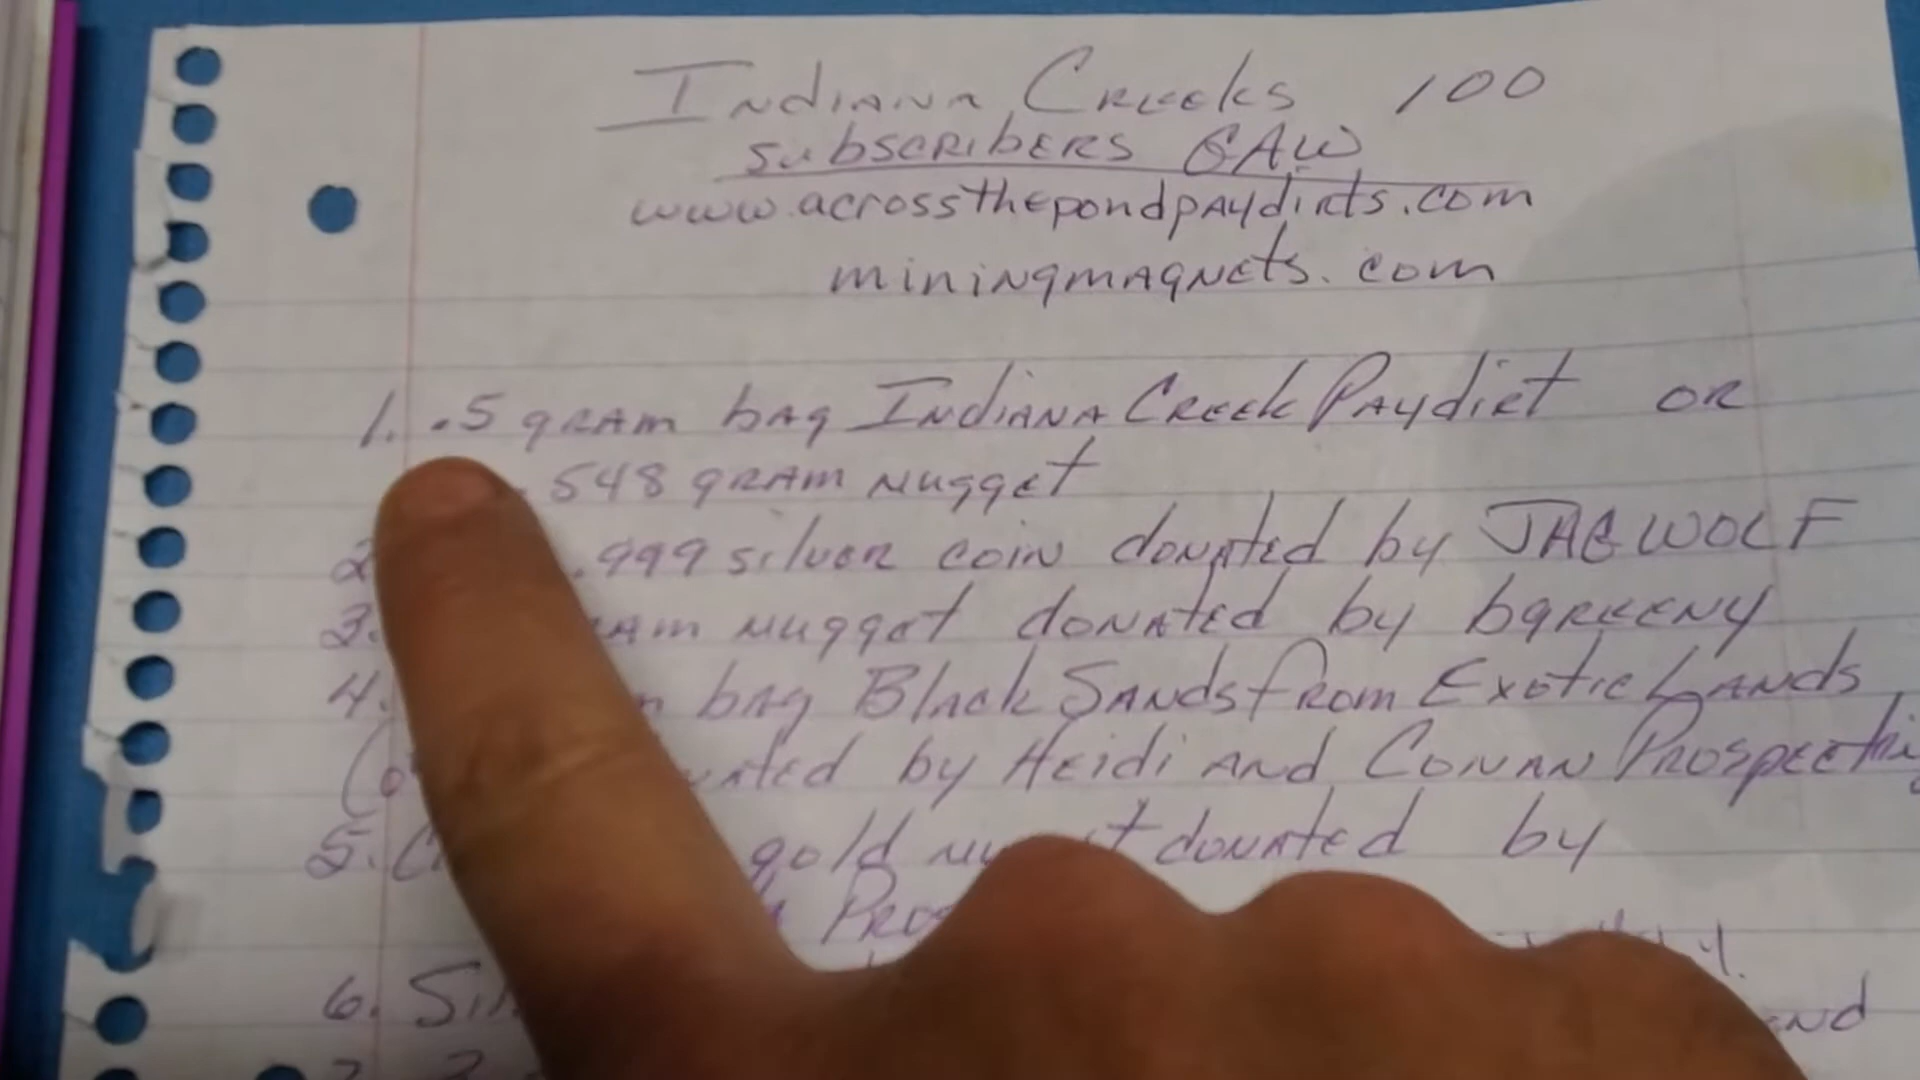 Indiana Creeks 100
subscribers GAW
www.acrossthepondpaydirts.com
miningmagnets.com
1. .5 gram bag Indiana Creek Paydirt or
.548 gram nugget
2 .999 silver coin donated by JAGWOLF
3. nugget donated by bgreeny
4. bag Black Sands from Exotic Lands
by Heidi and Conan Prospecting
5. gold donated by
6.
and